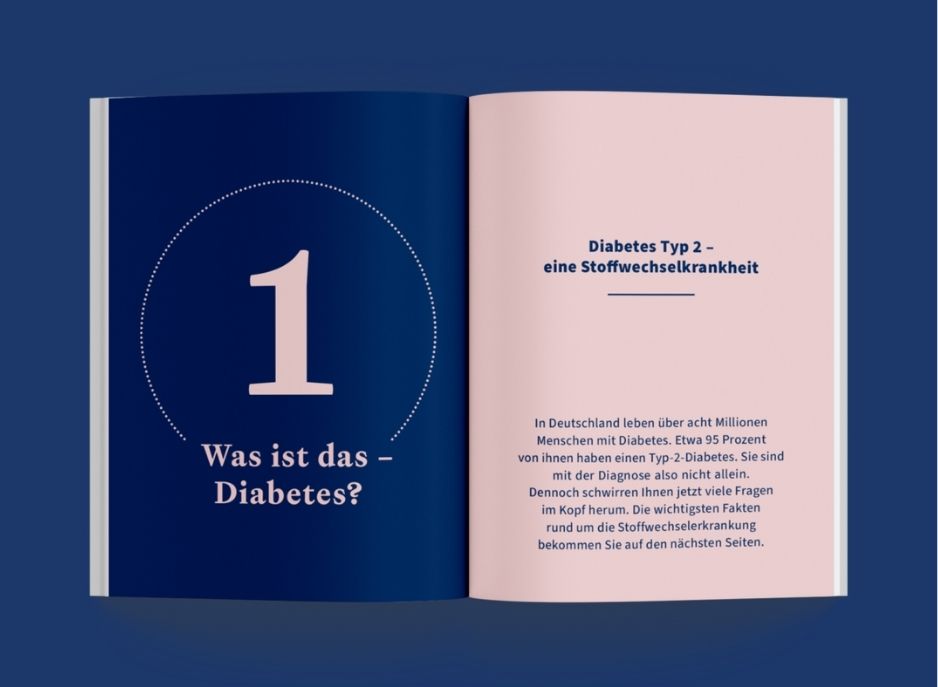 1
Was ist das –
Diabetes?
Diabetes Typ 2 –
eine Stoffwechselkrankheit
In Deutschland leben über acht Millionen
Menschen mit Diabetes. Etwa 95 Prozent
von ihnen haben einen Typ-2-Diabetes. Sie sind
mit der Diagnose also nicht allein.
Dennoch schwirren Ihnen jetzt viele Fragen
im Kopf herum. Die wichtigsten Fakten
rund um die Stoffwechselerkrankung
bekommen Sie auf den nächsten Seiten.